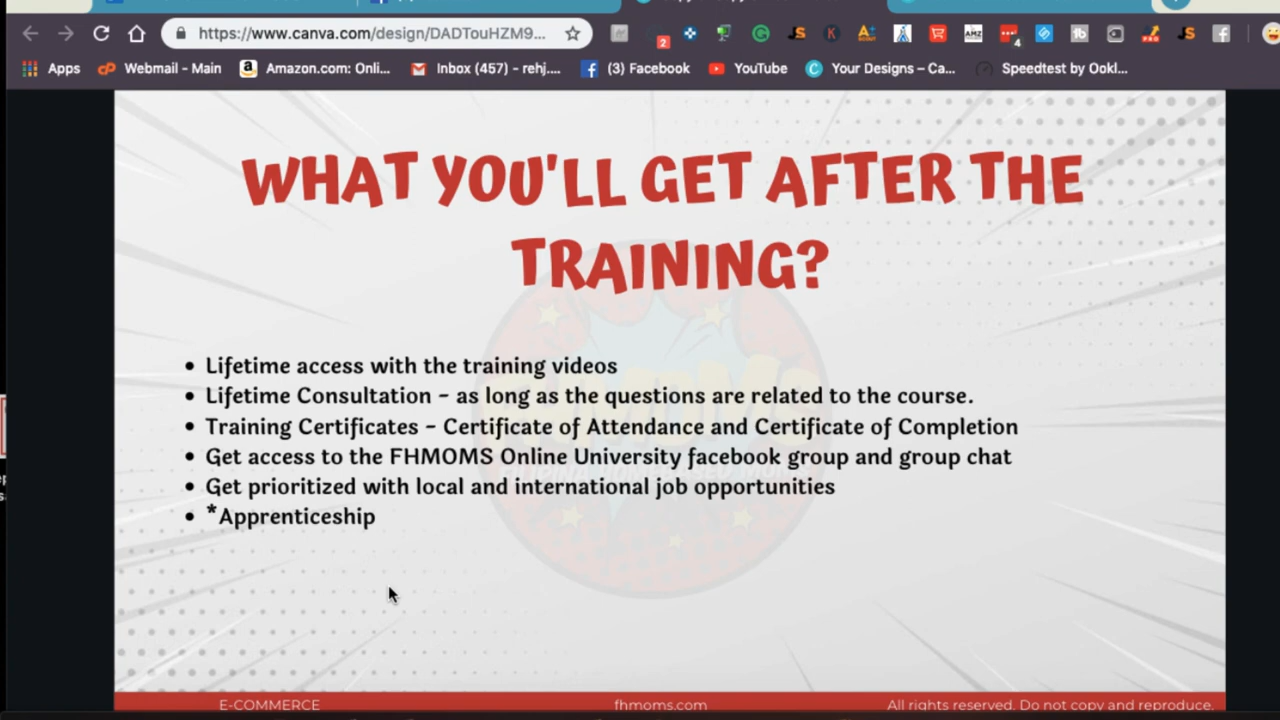 https://www.canva.com/design/DADTouHZM9...
2
4
Apps
Webmail - Main
Amazon.com: Onli...
Inbox (457) - rehj....
(3) Facebook
YouTube
Your Designs – Ca...
Speedtest by Ookl...
WHAT YOU'LL GET AFTER THE
TRAINING?
• Lifetime access with the training videos
• Lifetime Consultation - as long as the questions are related to the course.
• Training Certificates - Certificate of Attendance and Certificate of Completion
• Get access to the FHMOMS Online University facebook group and group chat
• Get prioritized with local and international job opportunities
• *Apprenticeship
FHMOMS
E-COMMERCE
fhmoms.com
All rights reserved. Do not copy and reproduce.